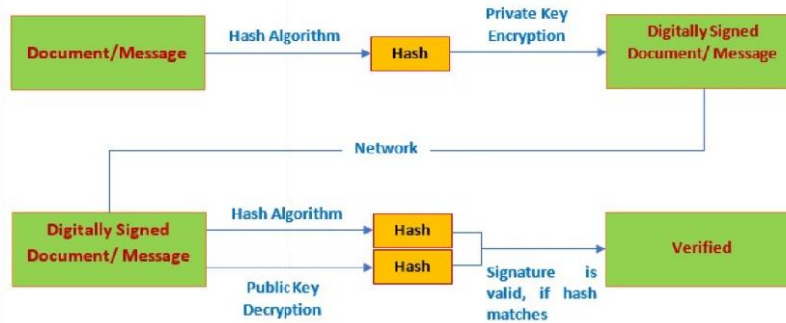 Document/Message
Hash Algorithm
Hash
Private Key
Encryption
Digitally Signed
Document/ Message
Network
Digitally Signed
Document/ Message
Hash Algorithm
Hash
Hash
Public Key
Decryption
Signature is
valid, if hash
matches
Verified